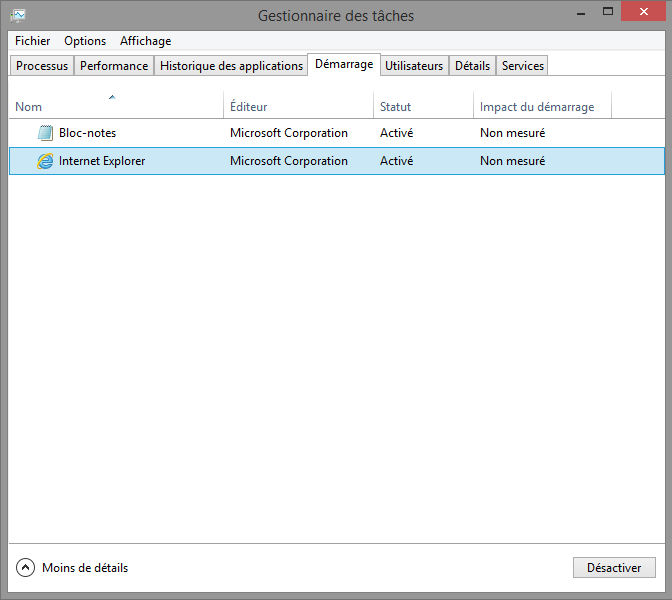 Gestionnaire des tâches
Fichier Options Affichage
Processus Performance Historique des applications Démarrage Utilisateurs Détails Services
Nom Éditeur Statut Impact du démarrage
Bloc-notes Microsoft Corporation Activé Non mesuré
Internet Explorer Microsoft Corporation Activé Non mesuré
Moins de détails Désactiver